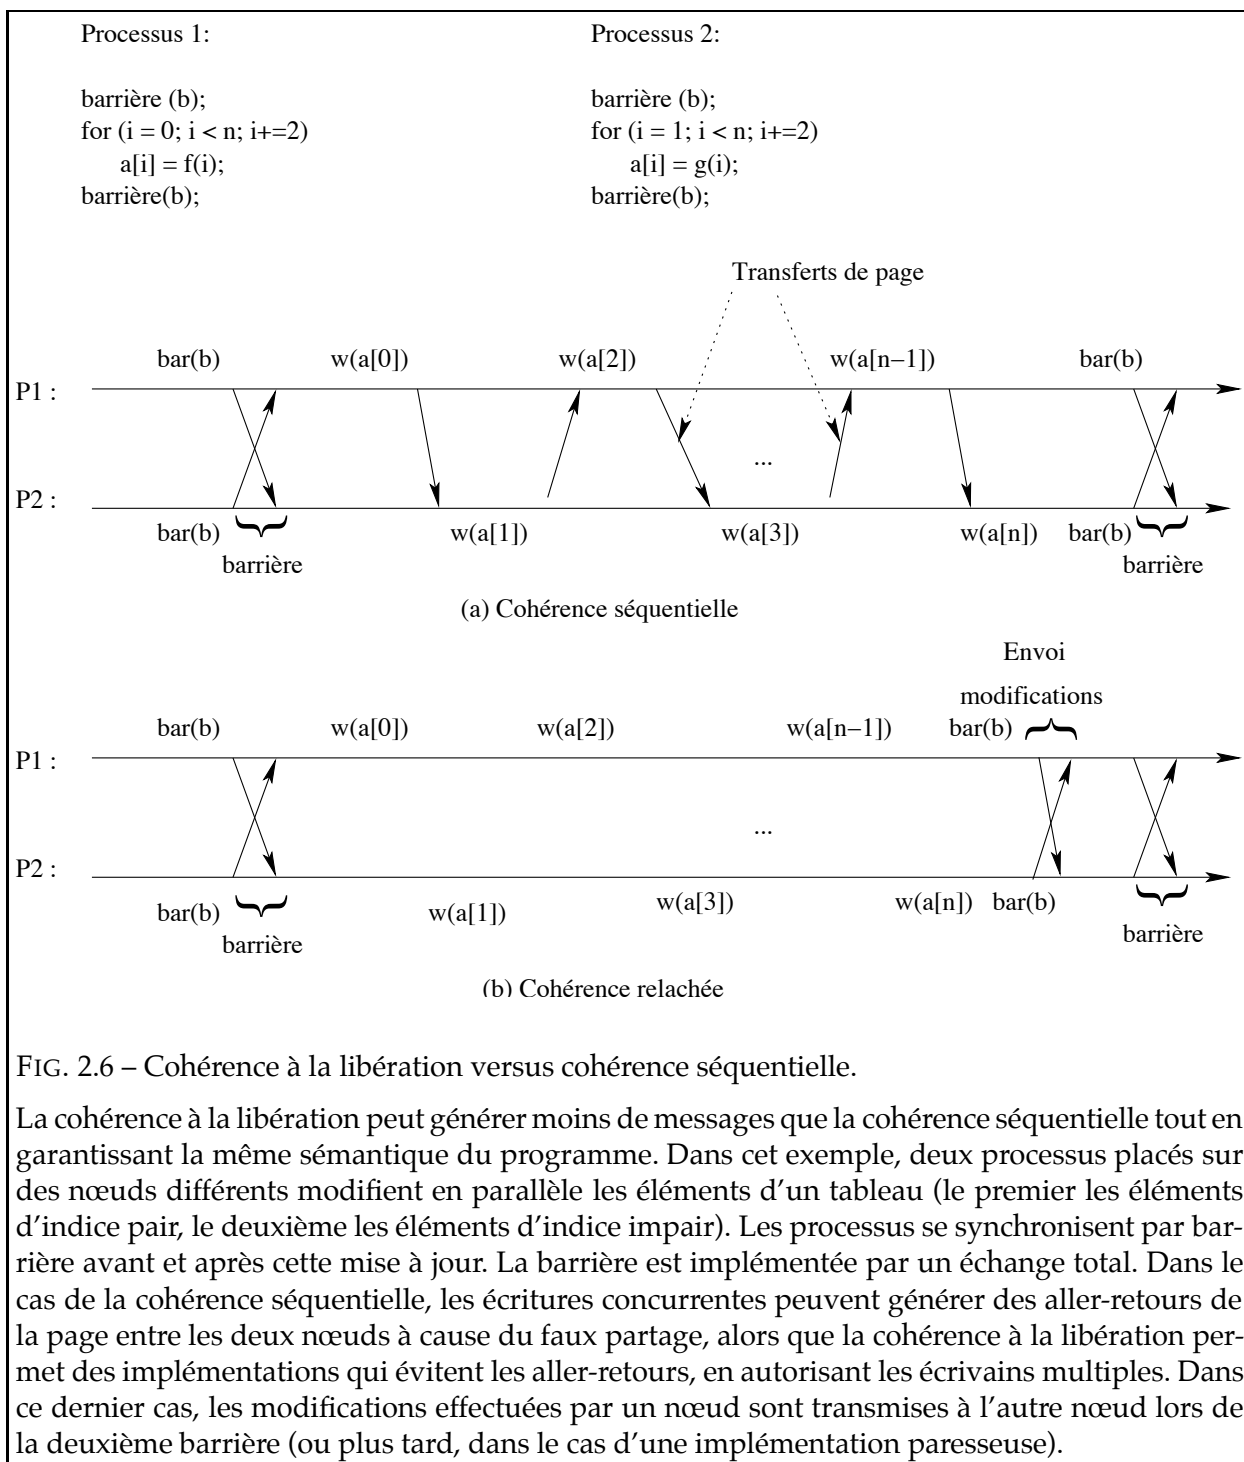 Processus 1:
Processus 2:
barrière (b);
for (i = 0; i < n; i+=2)
a[i] = f(i);
barrière(b);
barrière (b);
for (i = 1; i < n; i+=2)
a[i] = g(i);
barrière(b);
Transferts de page
bar(b) w(a[0]) w(a[2]) w(a[n−1]) bar(b)
P1 :
...
P2 :
bar(b) w(a[1]) w(a[3]) w(a[n]) bar(b)
barrière barrière
(a) Cohérence séquentielle
Envoi
modifications
bar(b) w(a[0]) w(a[2]) w(a[n−1]) bar(b)
P1 :
...
P2 :
bar(b) w(a[1]) w(a[3]) w(a[n]) bar(b)
barrière barrière
(b) Cohérence relachée
FIG. 2.6 – Cohérence à la libération versus cohérence séquentielle.
La cohérence à la libération peut générer moins de messages que la cohérence séquentielle tout en
garantissant la même sémantique du programme. Dans cet exemple, deux processus placés sur
des nœuds différents modifient en parallèle les éléments d'un tableau (le premier les éléments
d'indice pair, le deuxième les éléments d'indice impair). Les processus se synchronisent par bar-
rière avant et après cette mise à jour. La barrière est implémentée par un échange total. Dans le
cas de la cohérence séquentielle, les écritures concurrentes peuvent générer des aller-retours de
la page entre les deux nœuds à cause du faux partage, alors que la cohérence à la libération per-
met des implémentations qui évitent les aller-retours, en autorisant les écrivains multiples. Dans
ce dernier cas, les modifications effectuées par un nœud sont transmises à l'autre nœud lors de
la deuxième barrière (ou plus tard, dans le cas d'une implémentation paresseuse).